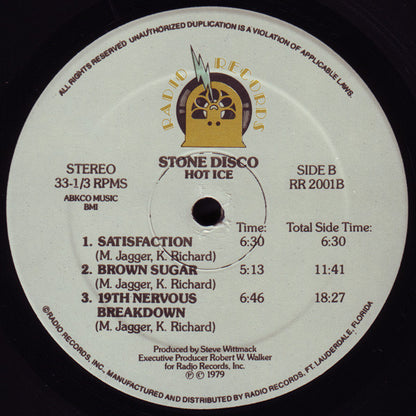 ALL RIGHTS RESERVED UNAUTHORIZED DUPLICATION IS A VIOLATION OF APPLICABLE LAWS.
RADIO RECORDS
STONE DISCO
HOT ICE
STEREO
33-1/3 RPMS
ABKCO MUSIC
BMI
SIDE B
RR 2001B
Time: Total Side Time:
1. SATISFACTION 6:30 6:30
(M. Jagger, K. Richard)
2. BROWN SUGAR 5:13 11:41
(M. Jagger, K. Richard)
3. 19TH NERVOUS 6:46 18:27
BREAKDOWN
(M. Jagger, K. Richard)
Produced by Steve Wittmack
Executive Producer Robert W. Walker
for Radio Records, Inc.
℗ © 1979
©RADIO RECORDS, INC. MANUFACTURED AND DISTRIBUTED BY RADIO RECORDS, FT. LAUDERDALE, FLORIDA